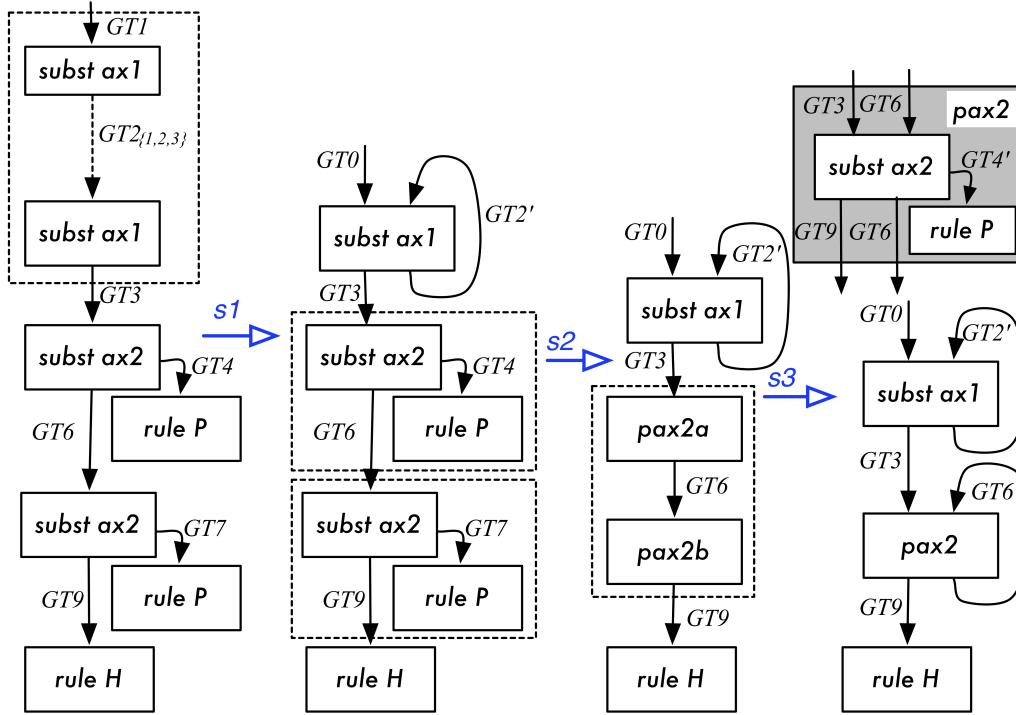 GT1
subst ax1
GT2{1,2,3}
subst ax1
GT3
subst ax2
GT4
rule P
GT6
subst ax2
GT7
rule P
GT9
rule H
s1
GT0
subst ax1
GT2'
GT3
subst ax2
GT4
rule P
GT6
subst ax2
GT7
rule P
GT9
rule H
s2
GT0
subst ax1
GT2'
GT3
pax2a
GT6
pax2b
GT9
rule H
s3
GT3
GT6
pax2
subst ax2
GT4'
rule P
GT9
GT6
GT0
GT2'
subst ax1
GT3
GT6
pax2
GT9
rule H